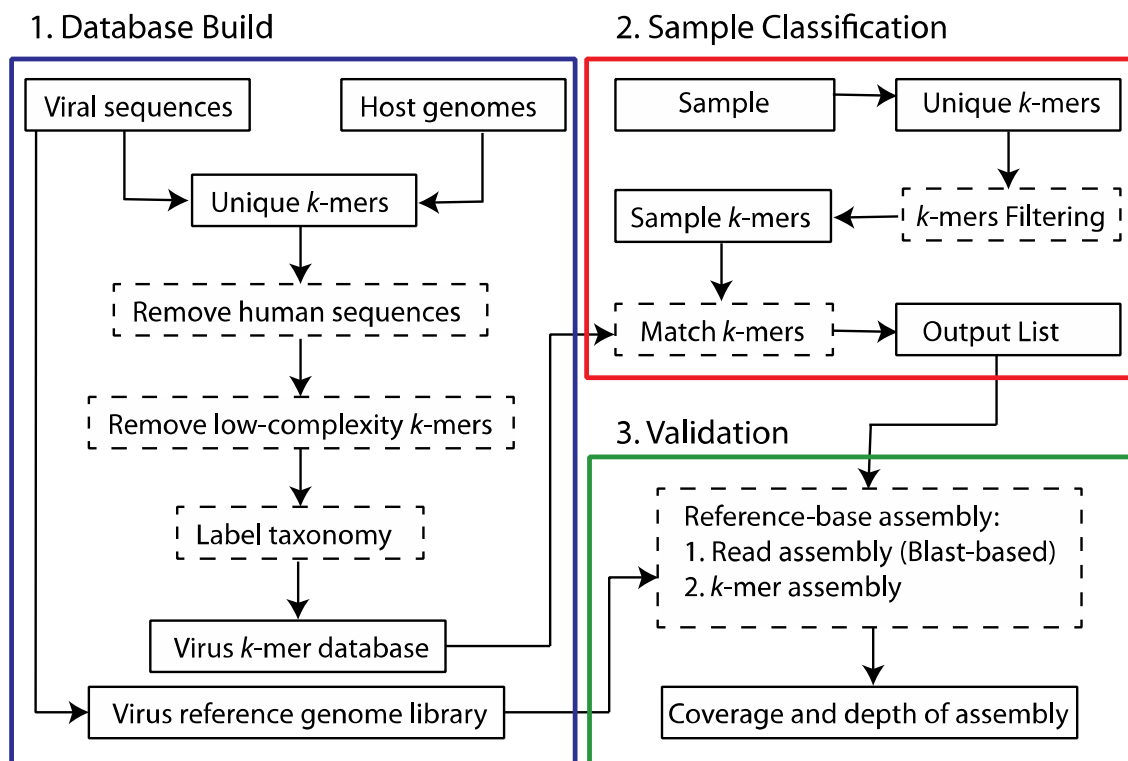 1. Database Build
Viral sequences
Host genomes
Unique k-mers
Remove human sequences
Remove low-complexity k-mers
Label taxonomy
Virus k-mer database
Virus reference genome library
2. Sample Classification
Sample
Unique k-mers
Sample k-mers
k-mers Filtering
Match k-mers
Output List
3. Validation
Reference-base assembly:
1. Read assembly (Blast-based)
2. k-mer assembly
Coverage and depth of assembly